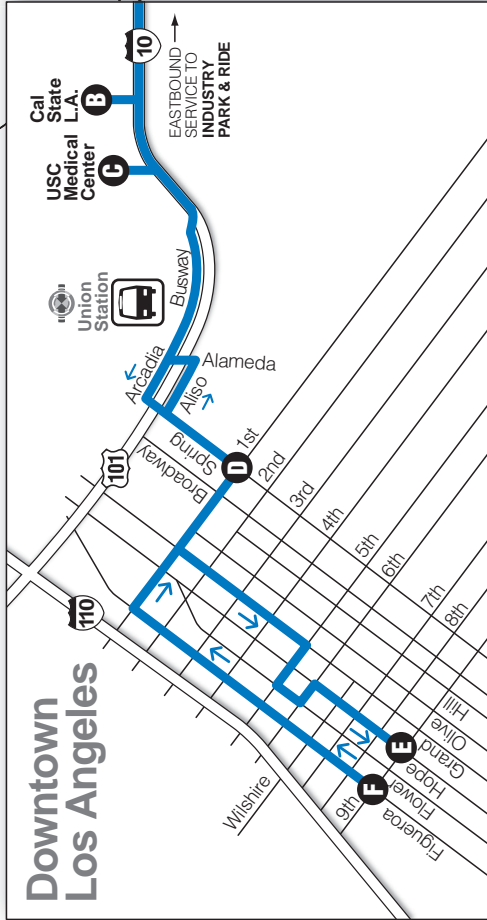 Downtown
Los Angeles
110
101
10
Cal
State
L.A.
B
USC
Medical
Center
C
EASTBOUND
SERVICE TO
INDUSTRY
PARK & RIDE
Union
Station
Busway
Arcadia
Aliso
Alameda
Spring
Broadway
D
1st
2nd
3rd
4th
5th
6th
7th
8th
9th
Wilshire
Hill
Olive
Grand
Hope
Flower
Figueroa
E
F